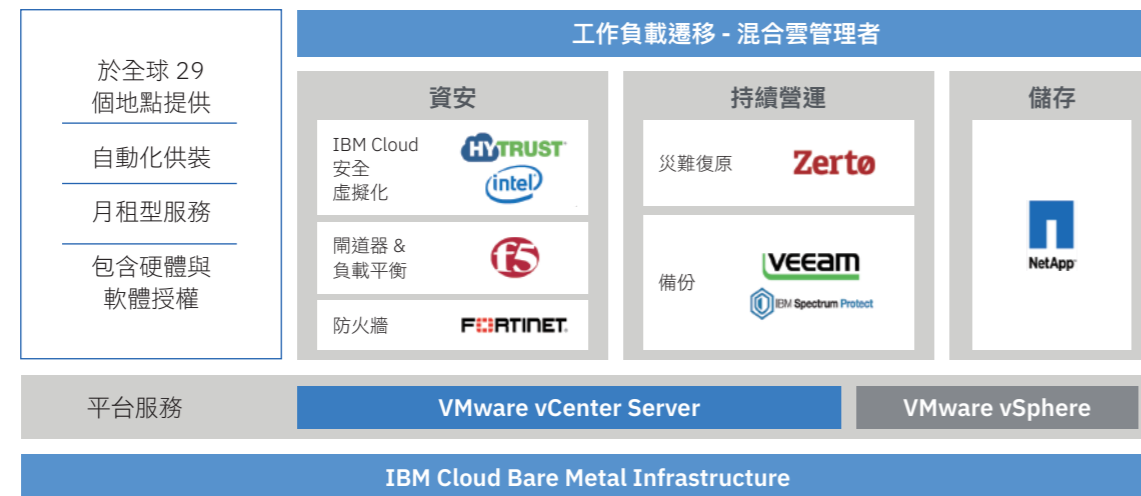 於全球 29
個地點提供
自動化供裝
月租型服務
包含硬體與
軟體授權
工作負載遷移 - 混合雲管理者
資安
IBM Cloud
安全
虛擬化
HYTRUST
intel
閘道器 &
負載平衡
f5
防火牆
FORTINET
持續營運
災難復原
Zerto
備份
veeam
IBM Spectrum Protect
儲存
NetApp
平台服務
VMware vCenter Server
VMware vSphere
IBM Cloud Bare Metal Infrastructure